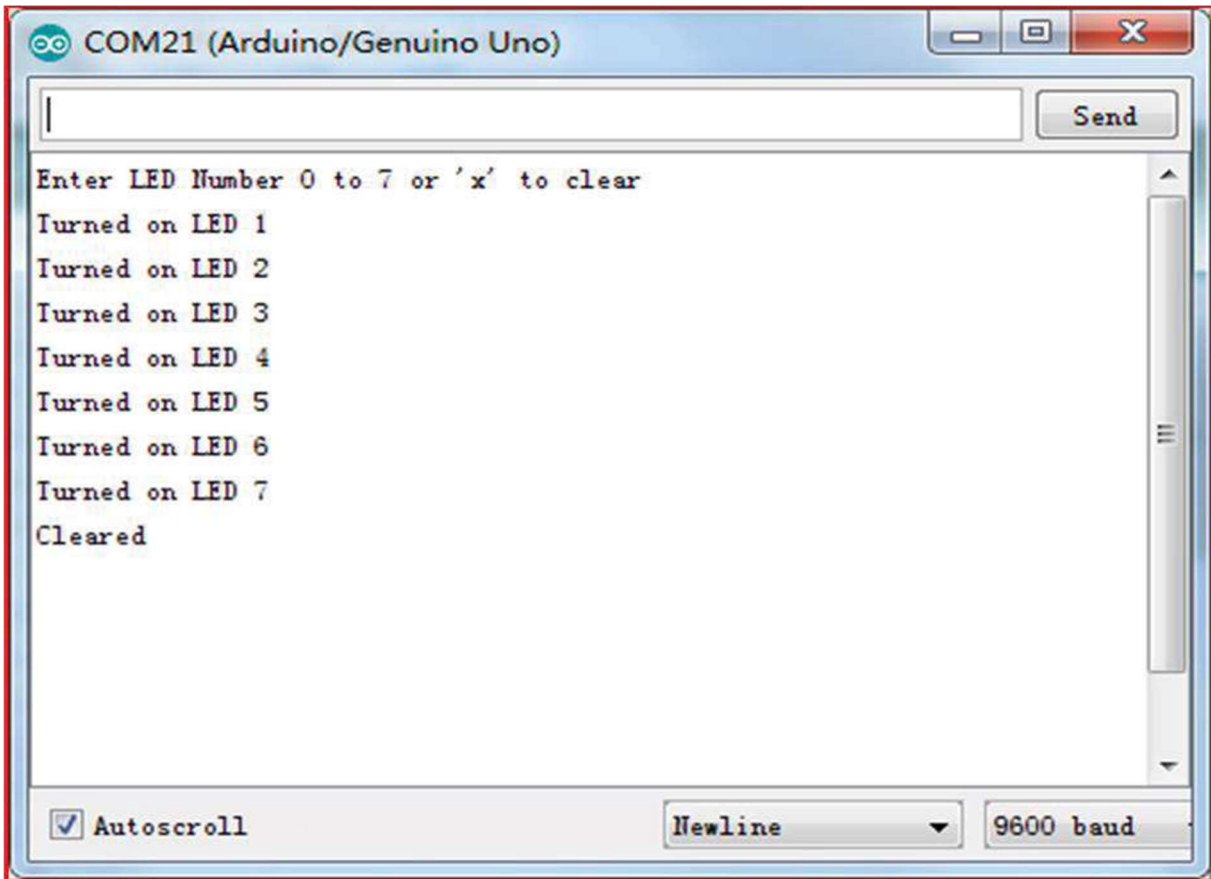 COM21 (Arduino/Genuino Uno)
Send
Enter LED Number 0 to 7 or 'x' to clear
Turned on LED 1
Turned on LED 2
Turned on LED 3
Turned on LED 4
Turned on LED 5
Turned on LED 6
Turned on LED 7
Cleared
Autoscroll
Newline
9600 baud